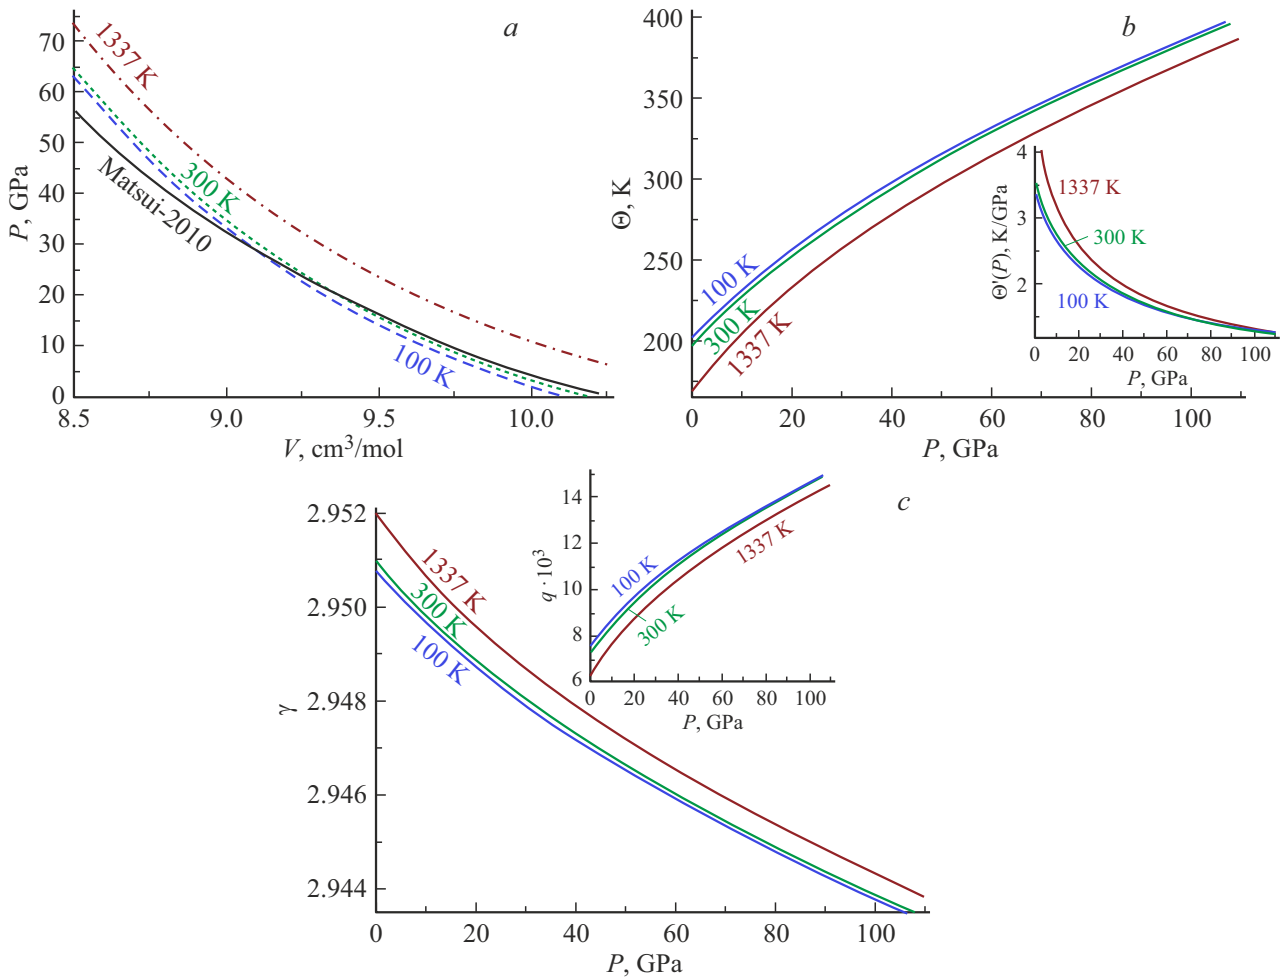 a
70
60
50
40
30
20
10
0
P, GPa
1337 K
300 K
Matsui-2010
100 K
8.5
9.0
9.5
10.0
V, cm³/mol
b
400
350
300
250
200
Θ, K
100 K
300 K
1337 K
0
20
40
60
80
100
P, GPa
4
3
2
Θ'(P), K/GPa
1337 K
300 K
100 K
0
20
40
60
80
100
P, GPa
c
2.952
2.950
2.948
2.946
2.944
γ
1337 K
300 K
100 K
0
20
40
60
80
100
P, GPa
14
12
10
8
6
q · 10³
100 K
300 K
1337 K
0
20
40
60
80
100
P, GPa